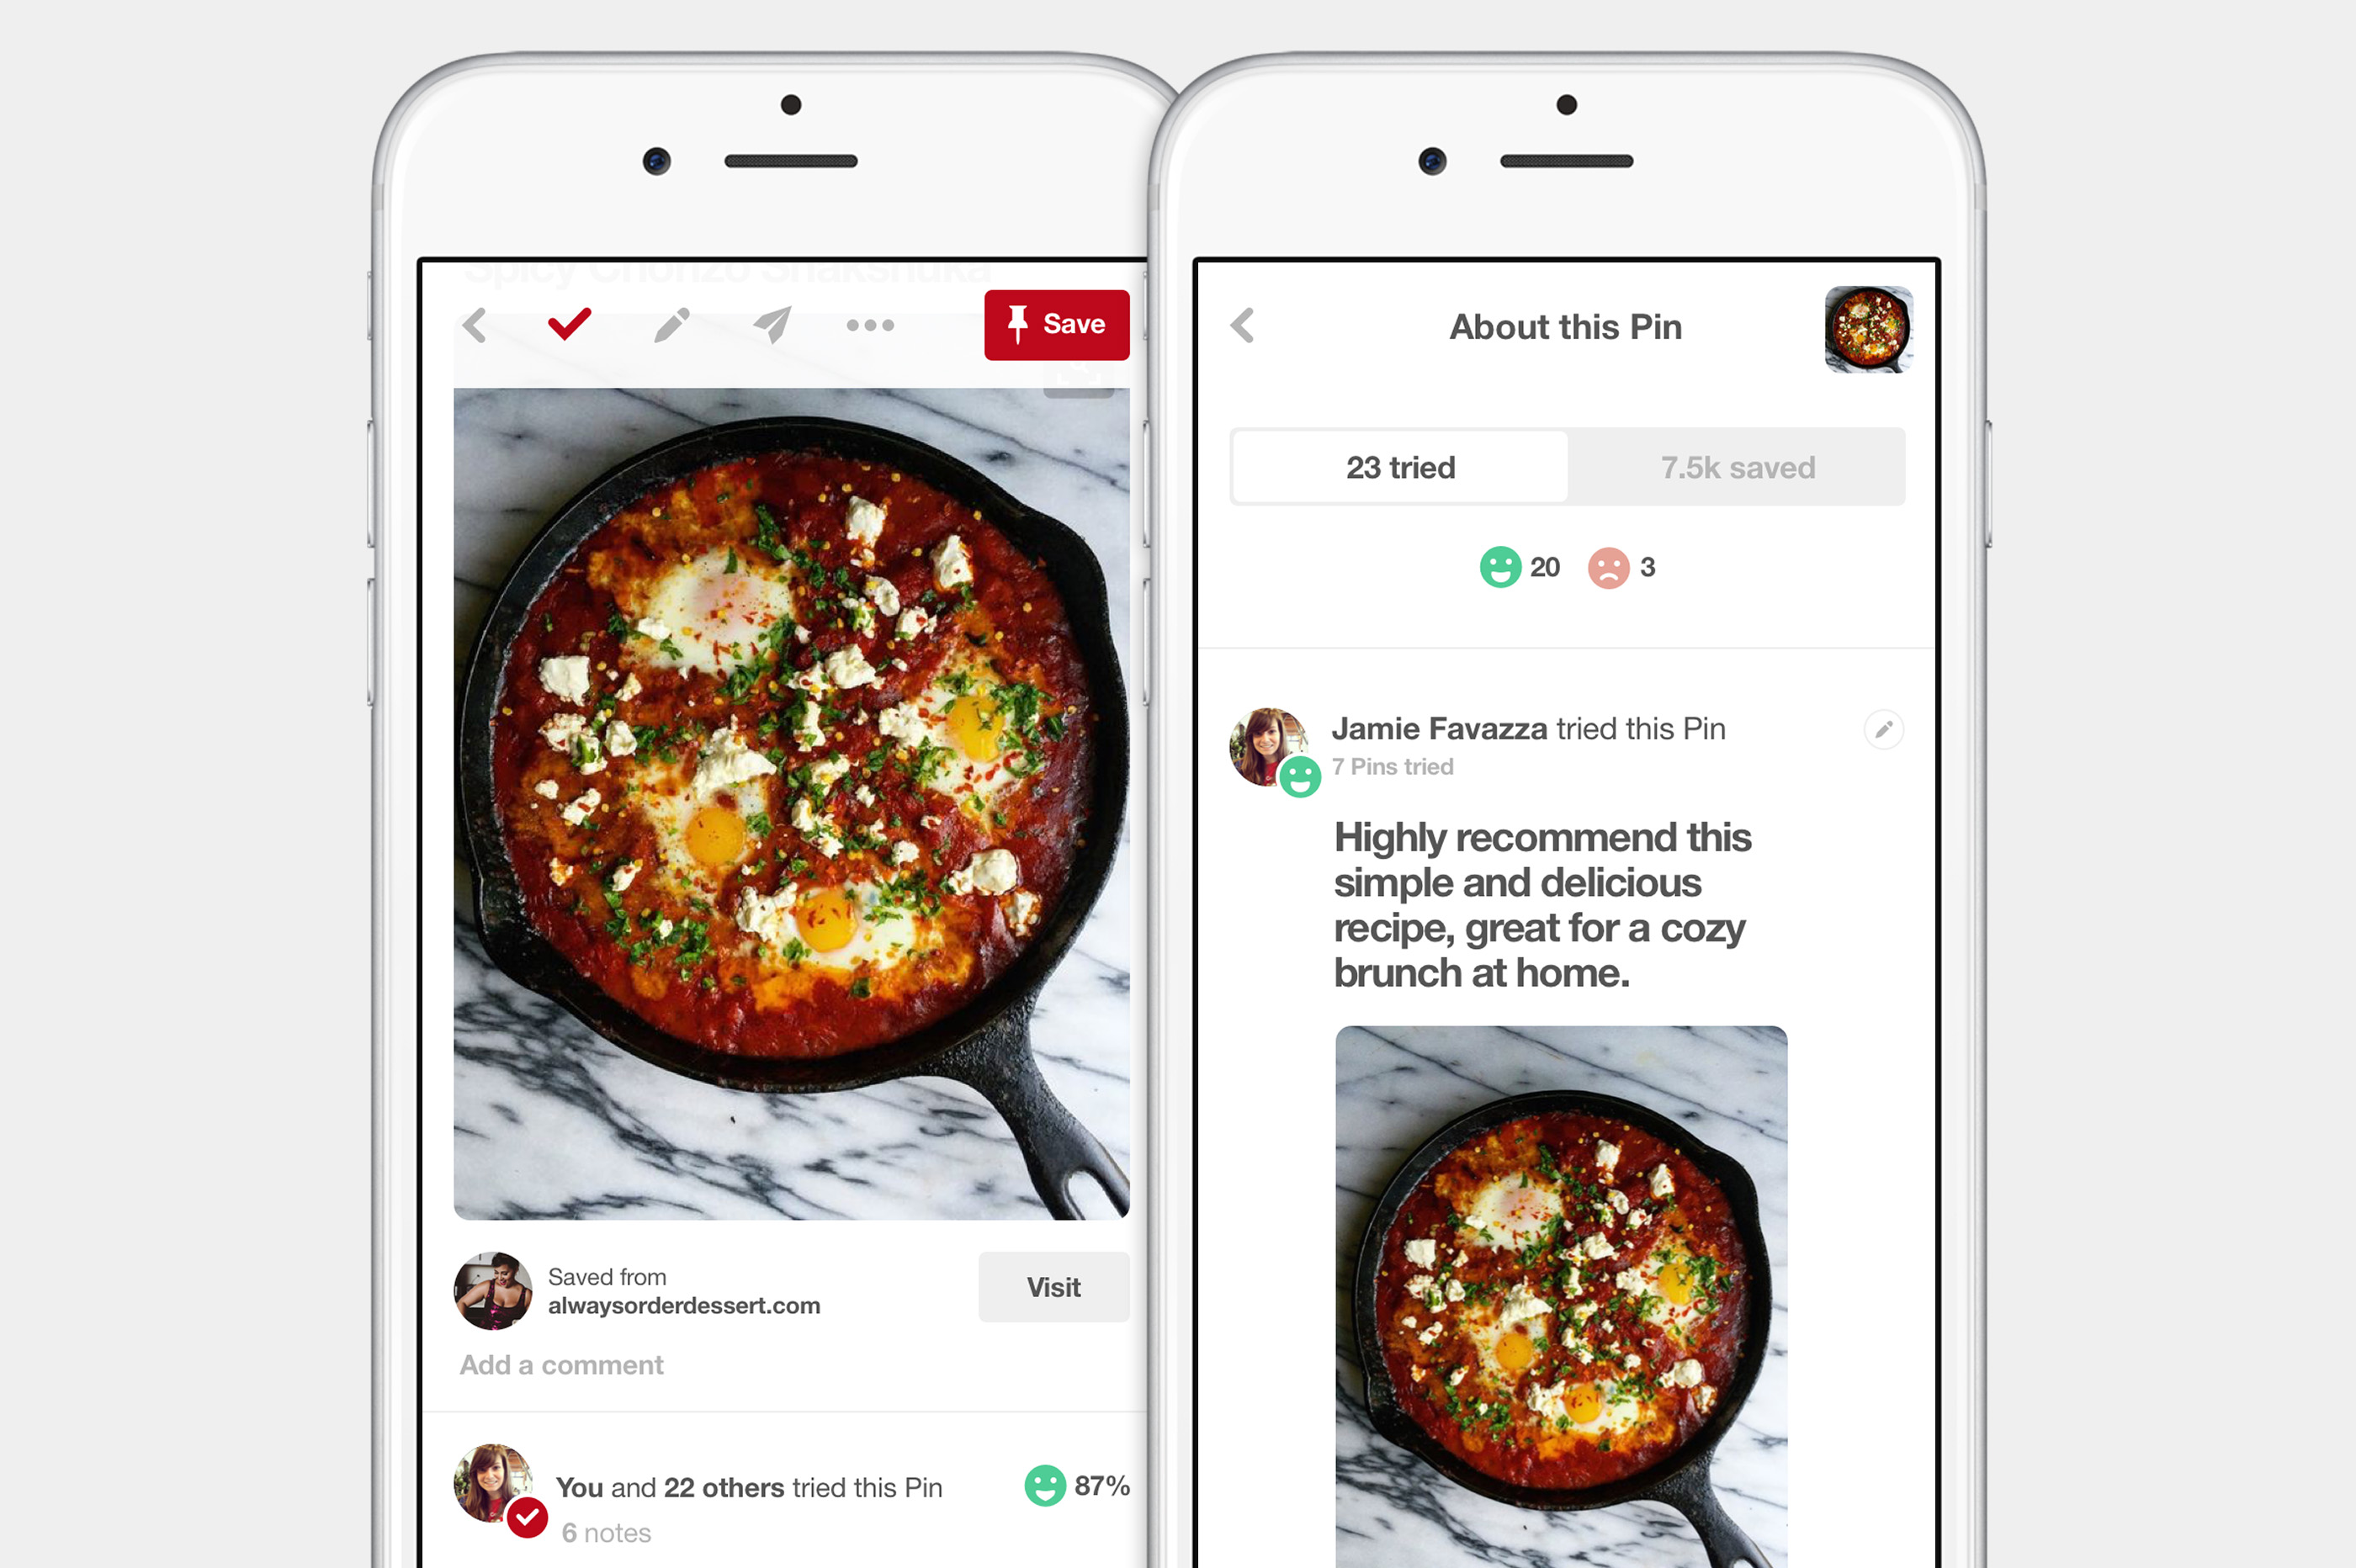 Spicy Chorizo Shakshuka
Save
Saved from
alwaysorderdessert.com
Visit
Add a comment
You and 22 others tried this Pin
87%
6 notes
About this Pin
23 tried
7.5k saved
20
3
Jamie Favazza tried this Pin
7 Pins tried
Highly recommend this
simple and delicious
recipe, great for a cozy
brunch at home.